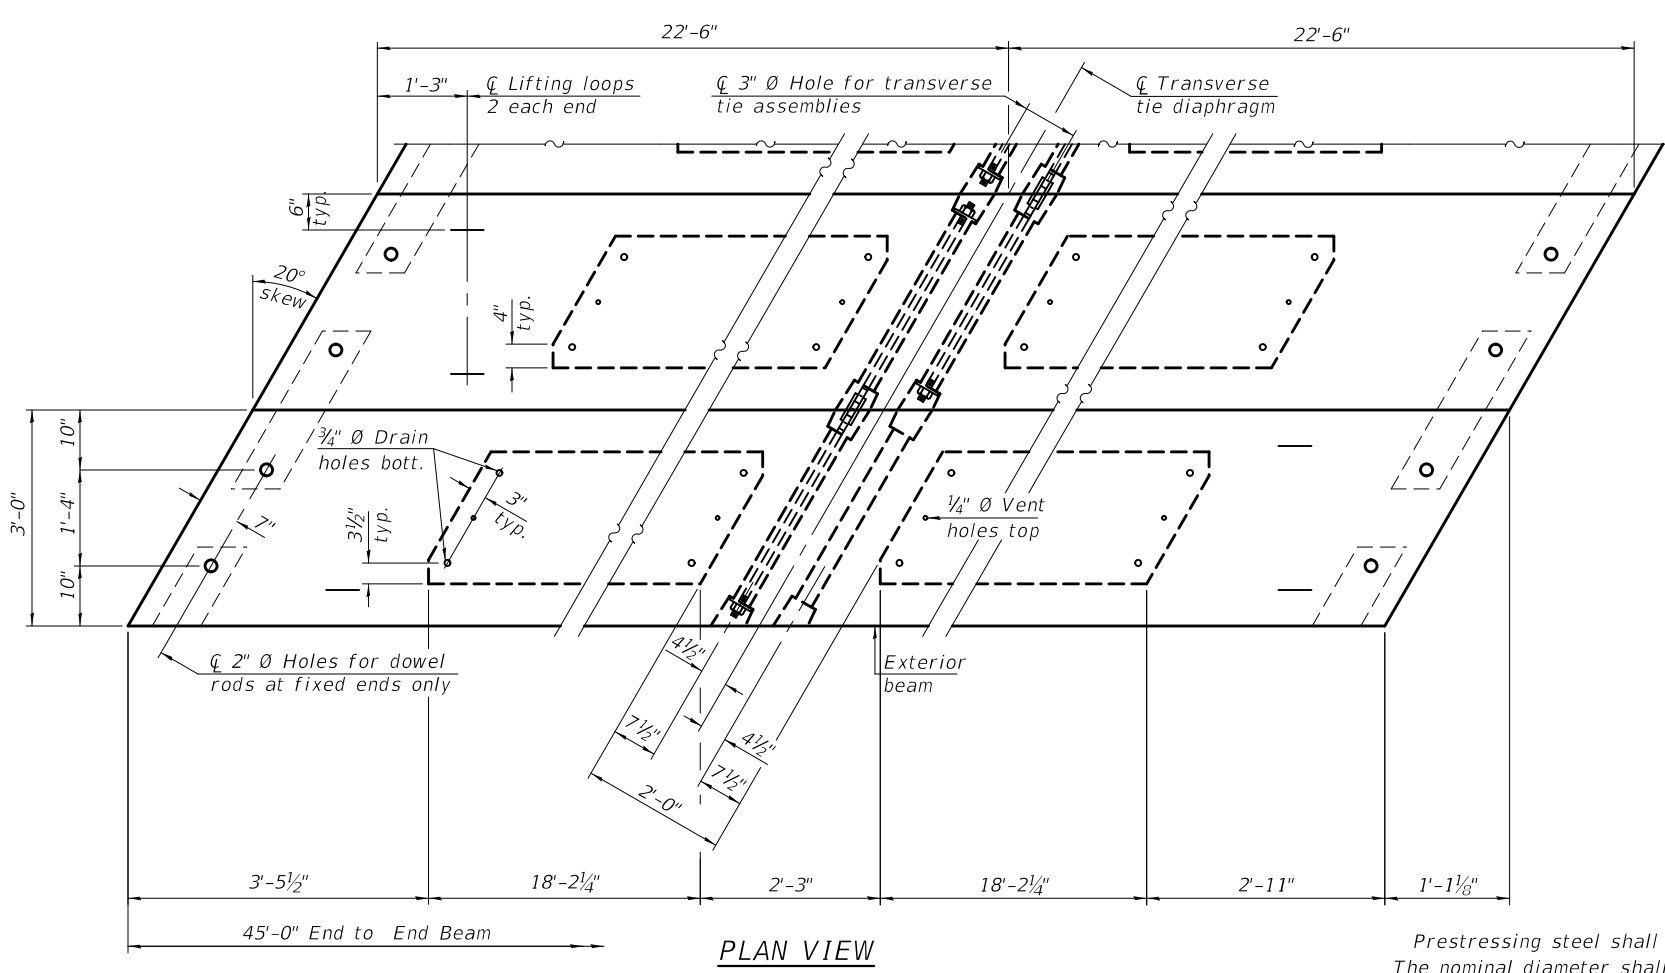 22'-6"
22'-6"
1'-3"
℄ Lifting loops
2 each end
℄ 3" Ø Hole for transverse
tie assemblies
℄ Transverse
tie diaphragm
6"
typ.
20°
skew
4"
typ.
3'-0"
10"
1'-4"
10"
¾" Ø Drain
holes bott.
3½"
typ.
3"
typ.
7"
¼" Ø Vent
holes top
℄ 2" Ø Holes for dowel
rods at fixed ends only
Exterior
beam
4½"
7½"
4½"
7½"
2'-0"
3'-5½"
18'-2¼"
2'-3"
18'-2¼"
2'-11"
1'-1⅛"
45'-0" End to End Beam
PLAN VIEW
Prestressing steel shall
The nominal diameter shall